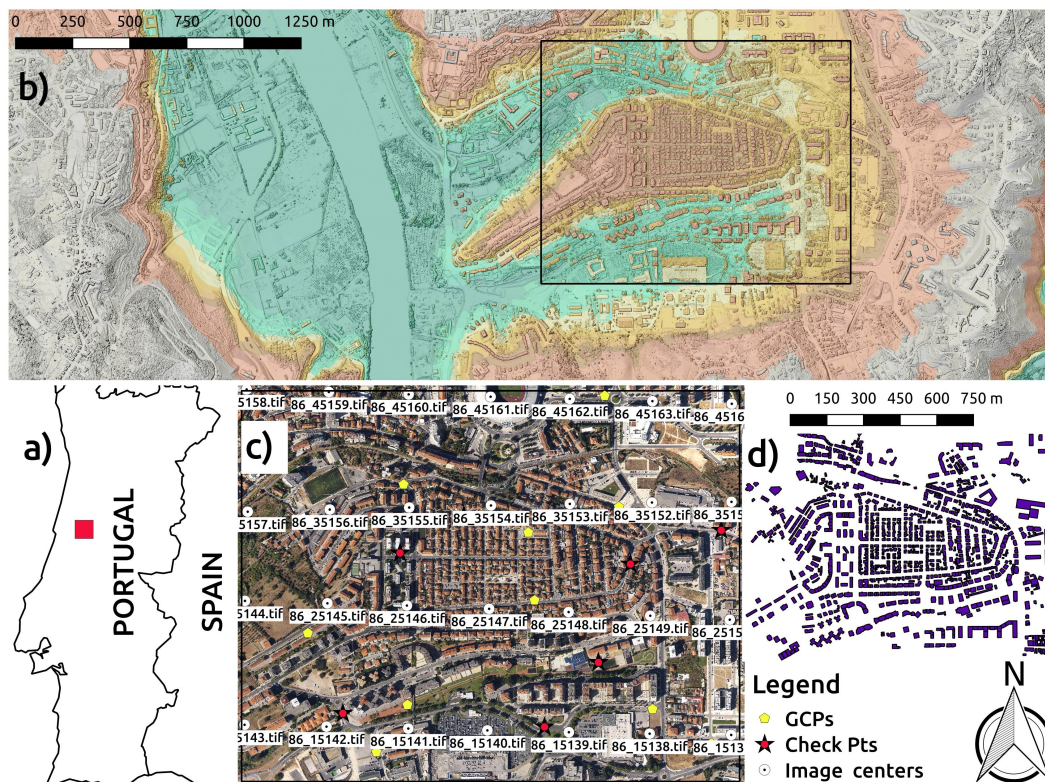 0 250 500 750 1000 1250 m
b)
a)
PORTUGAL
SPAIN
c)
5158.tif 86_45159.tif 86_45160.tif 86_45161.tif 86_45162.tif 86_45163.tif 86_4516
5157.tif 86_35156.tif 86_35155.tif 86_35154.tif 86_35153.tif 86_35152.tif 86_3515
5144.tif 86_25145.tif 86_25146.tif 86_25147.tif 86_25148.tif 86_25149.tif 86_2515
5143.tif 86_15142.tif 86_15141.tif 86_15140.tif 86_15139.tif 86_15138.tif 86_1513
0 150 300 450 600 750 m
d)
Legend
GCPs
Check Pts
Image centers
N